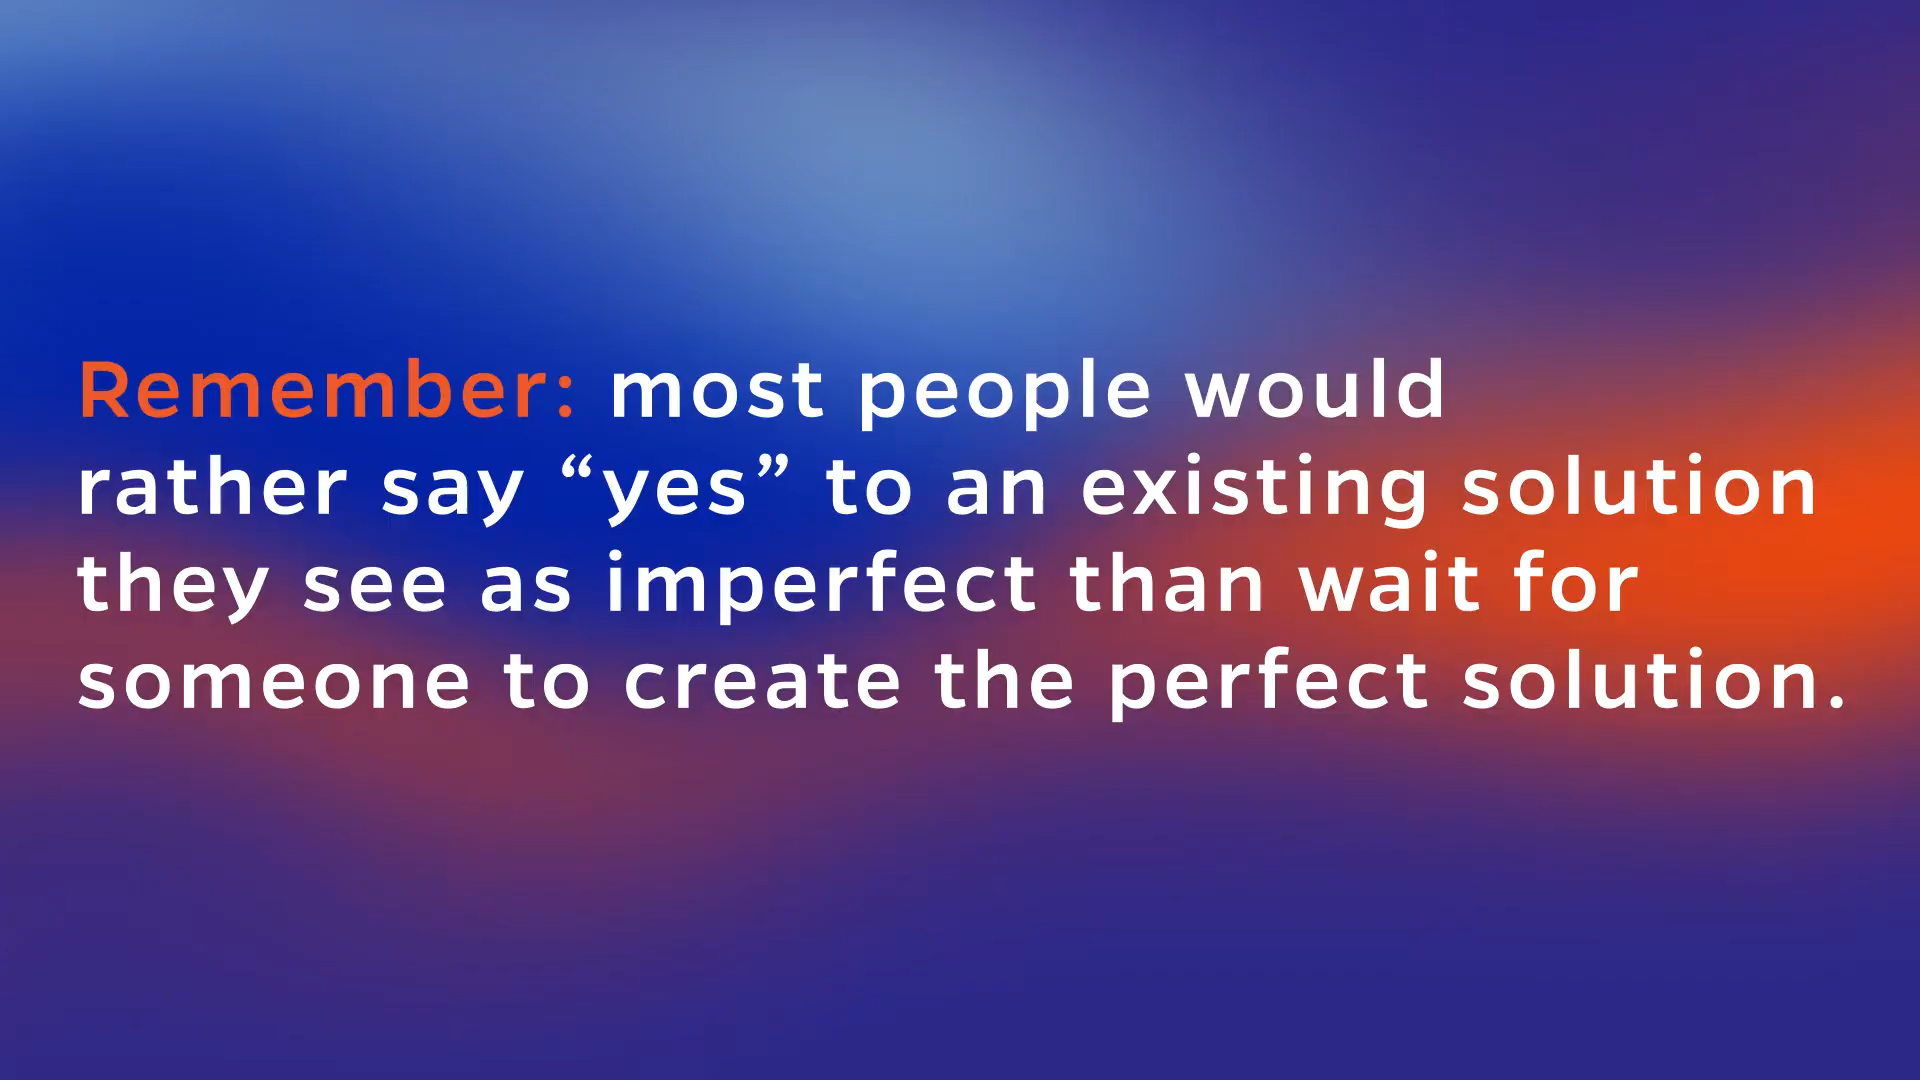 Remember: most people would
rather say “yes” to an existing solution
they see as imperfect than wait for
someone to create the perfect solution.